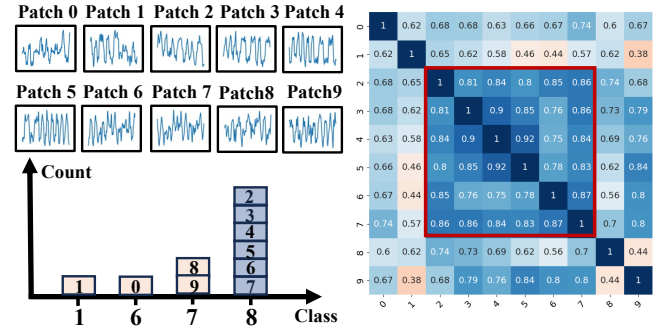 Patch 0 Patch 1 Patch 2 Patch 3 Patch 4
Patch 5 Patch 6 Patch 7 Patch8 Patch9
Count
2
3
4
5
8 6
1 0 9 7
1 6 7 8 Class
0 1 0.62 0.68 0.68 0.63 0.66 0.67 0.74 0.6 0.67
1 0.62 1 0.65 0.62 0.58 0.46 0.44 0.57 0.62 0.38
2 0.68 0.65 1 0.81 0.84 0.8 0.85 0.86 0.74 0.68
3 0.68 0.62 0.81 1 0.9 0.85 0.76 0.86 0.73 0.79
4 0.63 0.58 0.84 0.9 1 0.92 0.75 0.84 0.69 0.76
5 0.66 0.46 0.8 0.85 0.92 1 0.78 0.83 0.62 0.84
6 0.67 0.44 0.85 0.76 0.75 0.78 1 0.87 0.56 0.8
7 0.74 0.57 0.86 0.86 0.84 0.83 0.87 1 0.7 0.8
8 0.6 0.62 0.74 0.73 0.69 0.62 0.56 0.7 1 0.44
9 0.67 0.38 0.68 0.79 0.76 0.84 0.8 0.8 0.44 1
0 1 2 3 4 5 6 7 8 9